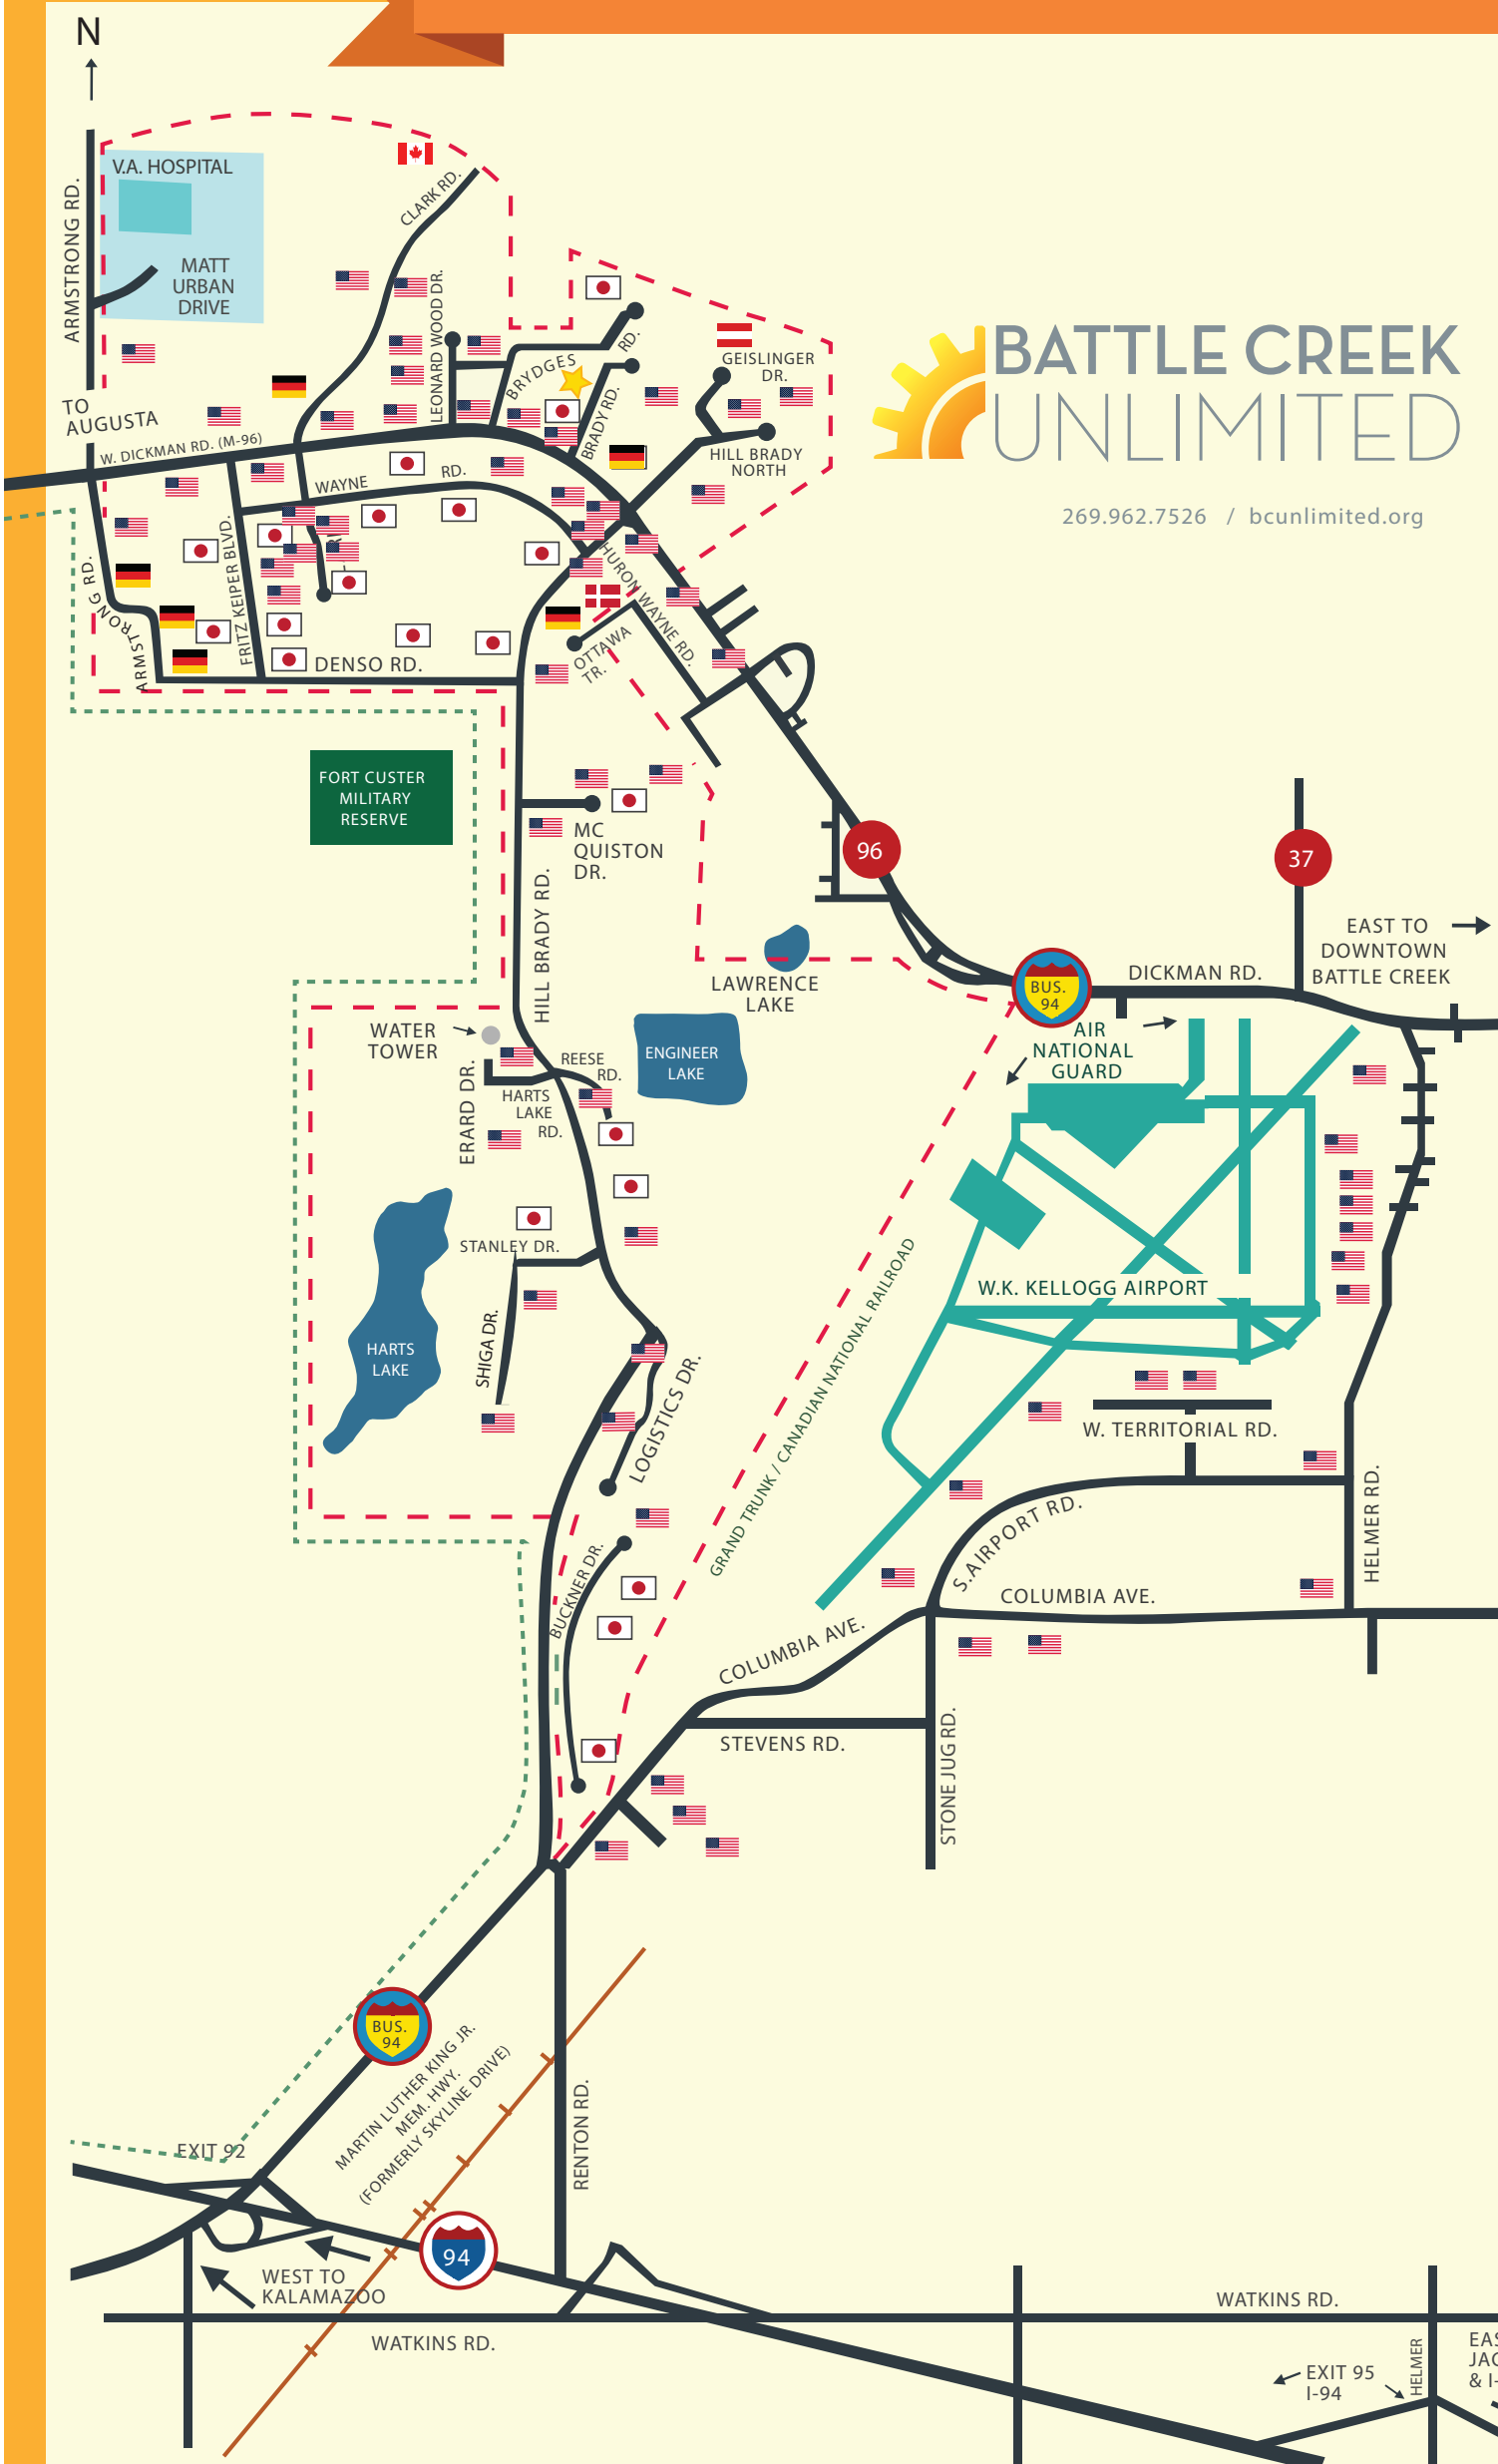 N
V.A. HOSPITAL
ARMSTRONG RD.
MATT
URBAN
DRIVE
CLARK RD.
LEONARD WOOD DR.
BRYDGES
RD.
BRADY RD.
GEISLINGER
DR.
HILL BRADY
NORTH
BATTLE CREEK
UNLIMITED
269.962.7526 / bcunlimited.org
TO
AUGUSTA
W. DICKMAN RD. (M-96)
WAYNE
RD.
ARMSTRONG RD.
FRITZ KEIPER BLVD.
DENSO RD.
HURON
WAYNE RD.
OTTAWA
TR.
FORT CUSTER
MILITARY
RESERVE
MC
QUISTON
DR.
HILL BRADY RD.
96
37
EAST TO
DOWNTOWN
BATTLE CREEK
LAWRENCE
LAKE
BUS.
94
DICKMAN RD.
AIR
NATIONAL
GUARD
WATER
TOWER
ERARD DR.
REESE
RD.
HARTS
LAKE
RD.
ENGINEER
LAKE
STANLEY DR.
SHIGA DR.
HARTS
LAKE
LOGISTICS DR.
GRAND TRUNK / CANADIAN NATIONAL RAILROAD
W.K. KELLOGG AIRPORT
W. TERRITORIAL RD.
S.AIRPORT RD.
HELMER RD.
COLUMBIA AVE.
BUCKNER DR.
COLUMBIA AVE.
STEVENS RD.
STONE JUG RD.
BUS.
94
MARTIN LUTHER KING JR.
MEM. HWY.
(FORMERLY SKYLINE DRIVE)
RENTON RD.
EXIT 92
94
WEST TO
KALAMAZOO
WATKINS RD.
WATKINS RD.
EXIT 95
I-94
HELMER
EAS
JAC
& I-